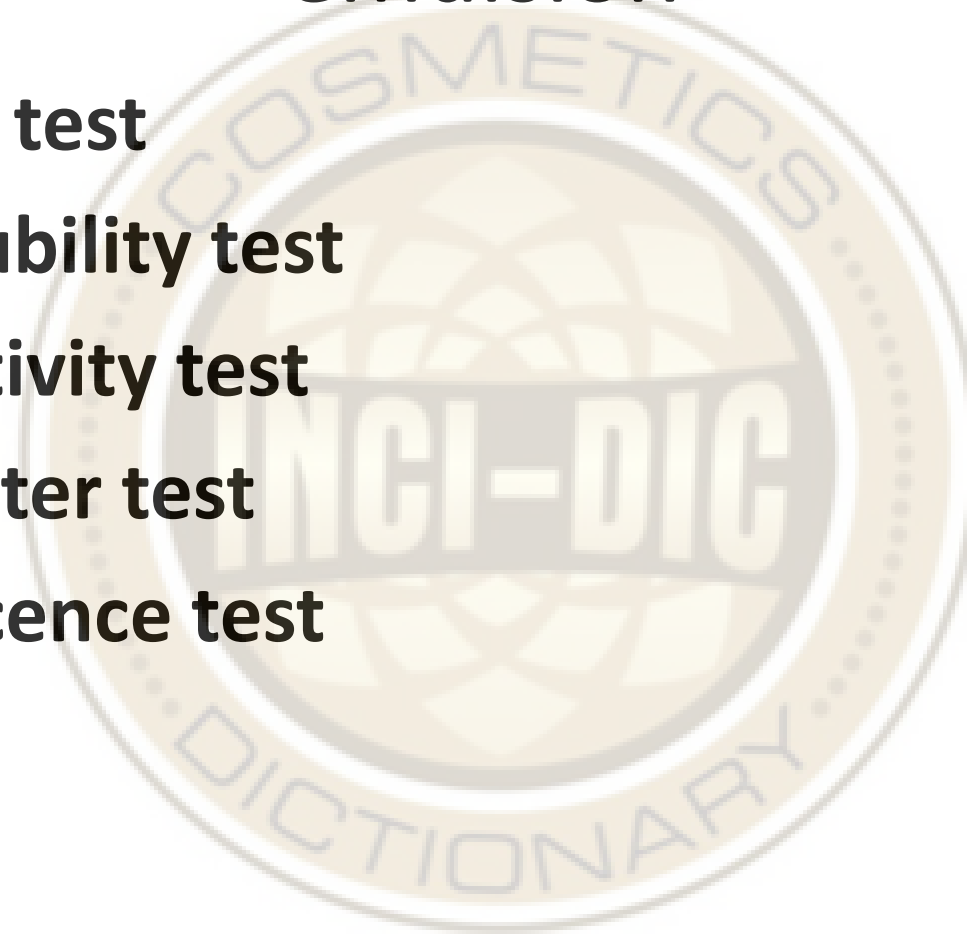 test
ubility test
tivity test
ter test
cence test
COSMETICS
INCI-DIC
DICTIONARY